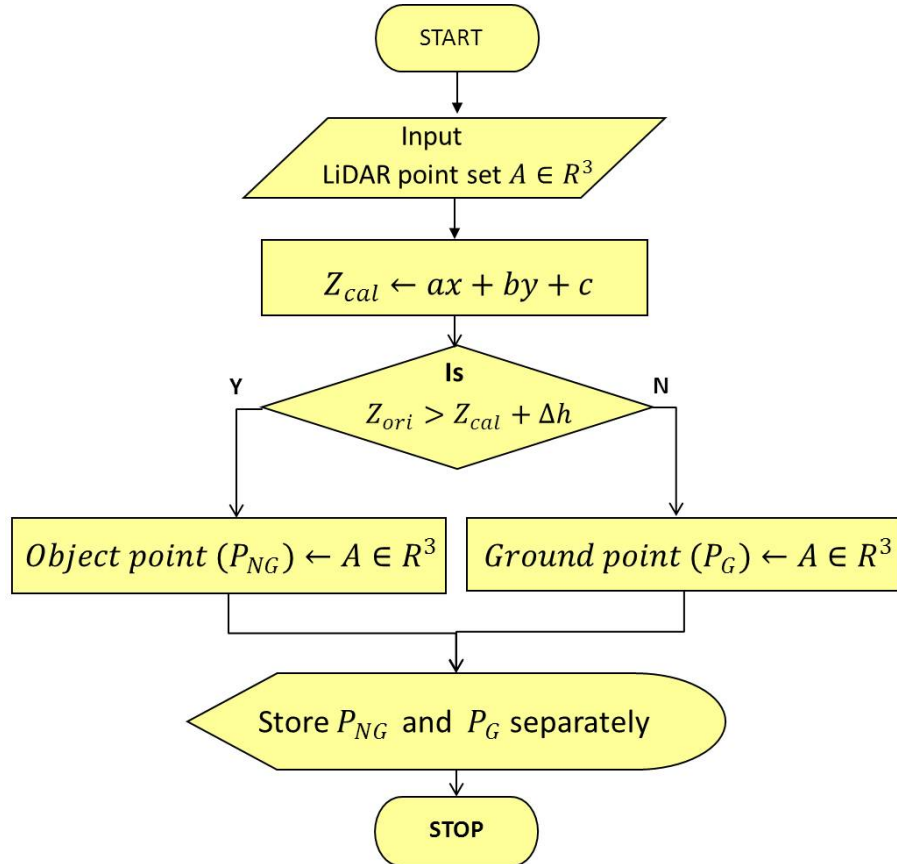 START
Input
LiDAR point set A ∈ R³
Z_cal ← ax + by + c
Y
Is
N
Z_ori > Z_cal + Δh
Object point (P_NG) ← A ∈ R³
Ground point (P_G) ← A ∈ R³
Store P_NG and P_G separately
STOP